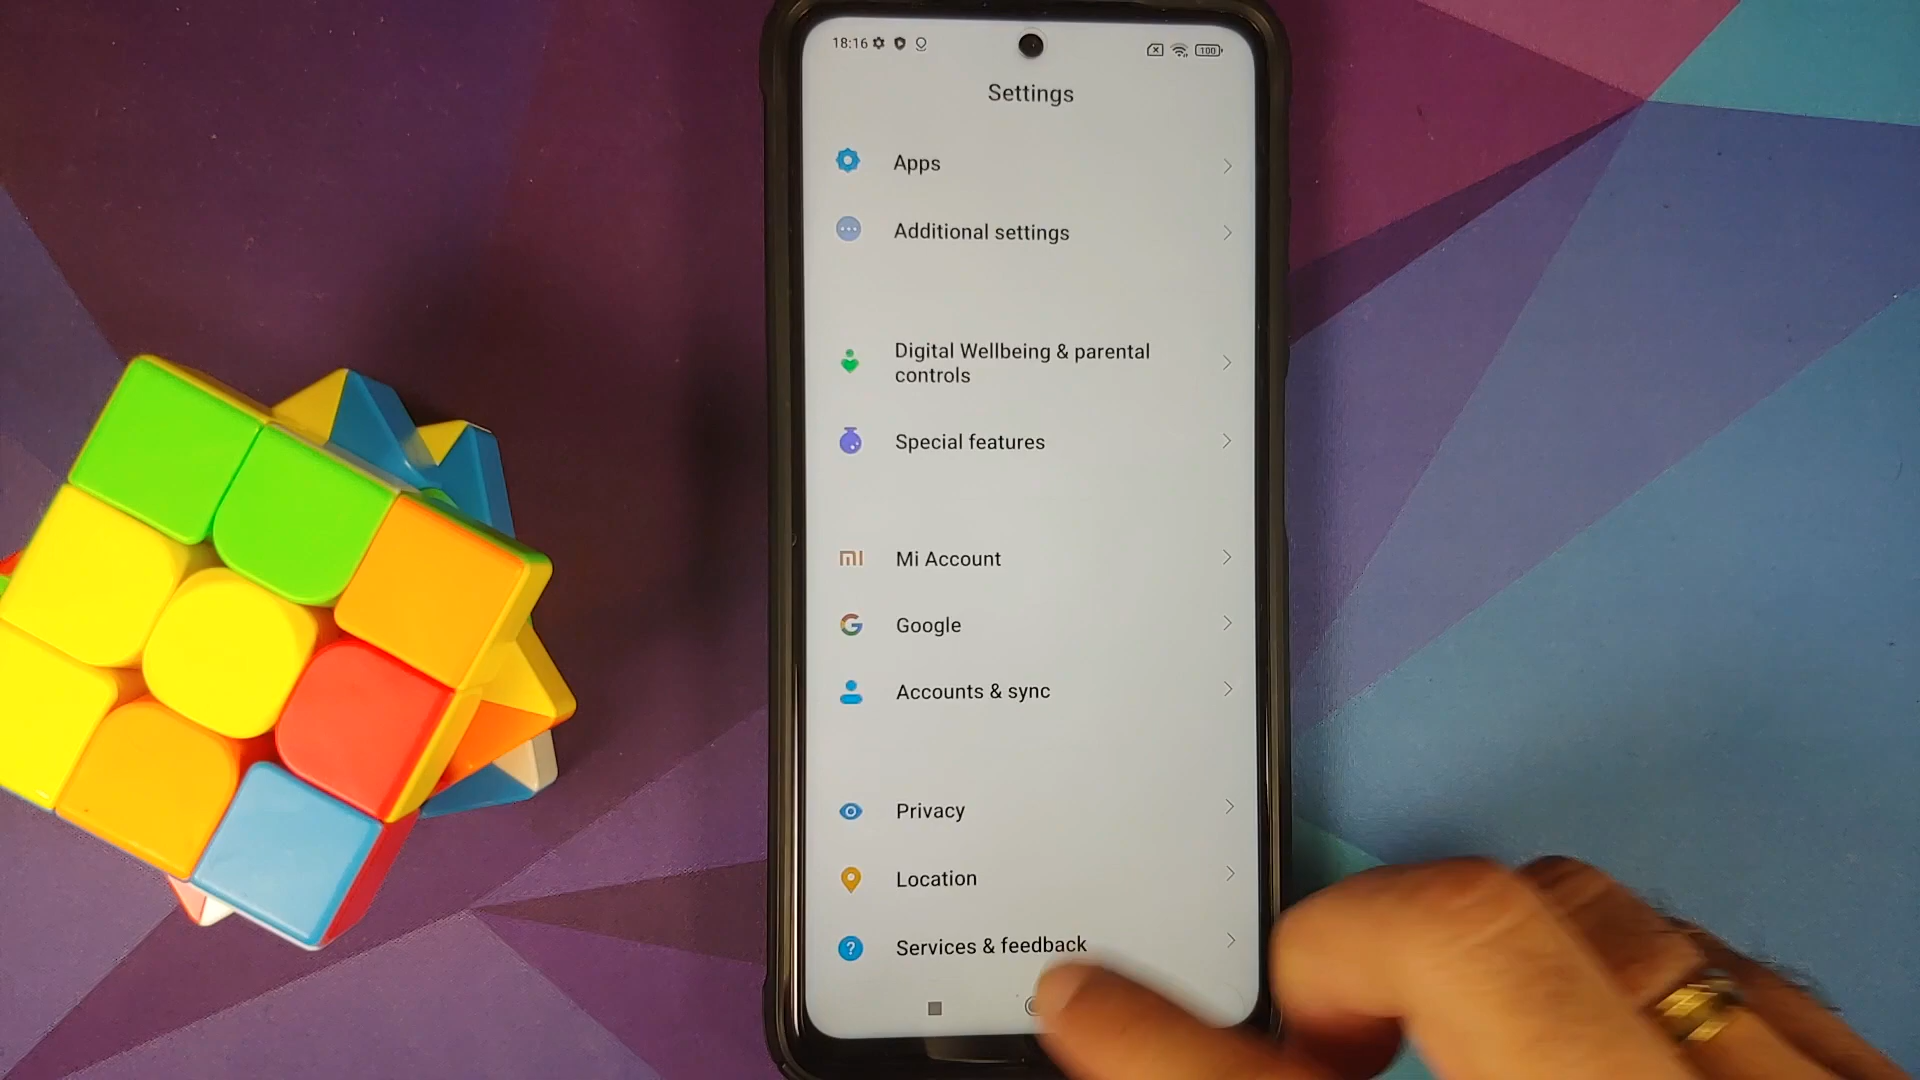 18:16
100
Settings
Apps
Additional settings
Digital Wellbeing & parental
controls
Special features
Mi Account
Google
Accounts & sync
Privacy
Location
? Services & feedback